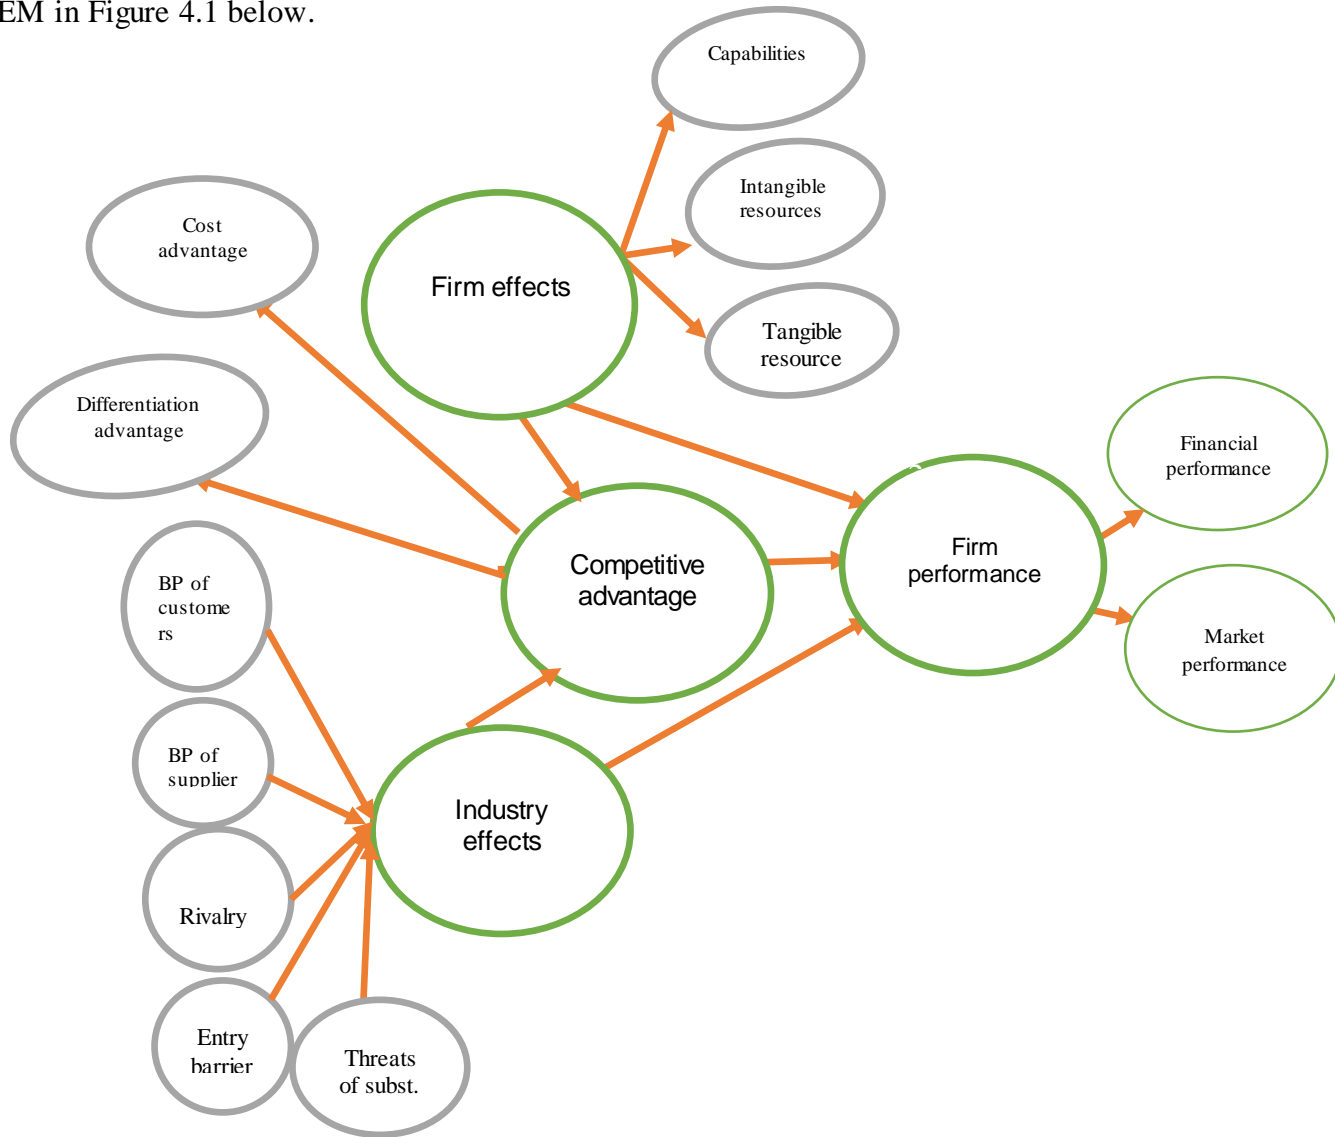 EM in Figure 4.1 below.
Capabilities
Intangible
resources
Cost
advantage
Firm effects
Tangible
resource
Differentiation
advantage
Financial
performance
BP of
custome
rs
Competitive
advantage
Firm
performance
Market
performance
BP of
supplier
Industry
effects
Rivalry
Entry
barrier
Threats
of subst.